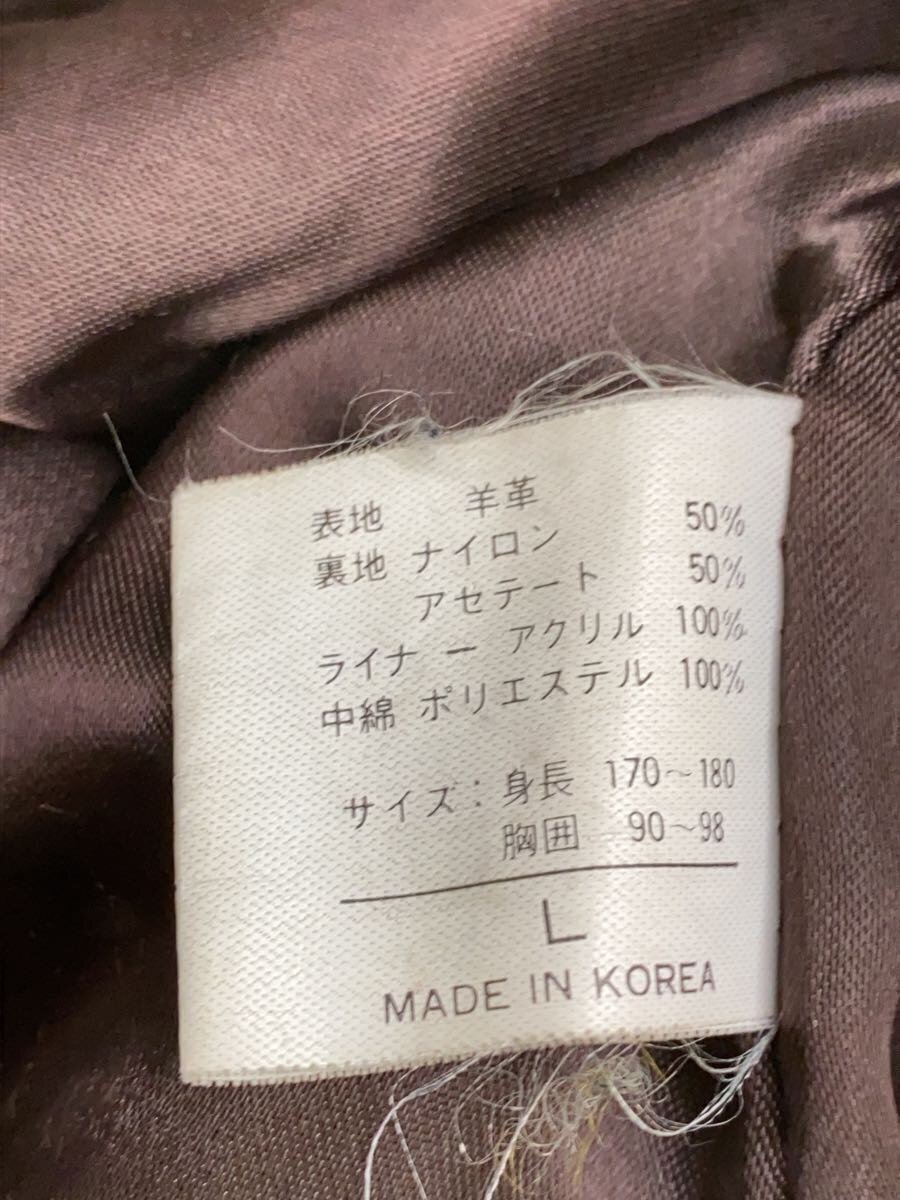 表地 羊革
裏地 ナイロン 50%
アセテート 50%
ライナー アクリル 100%
中綿 ポリエステル 100%
サイズ：身長 170～180
胸囲 90～98
L
MADE IN KOREA